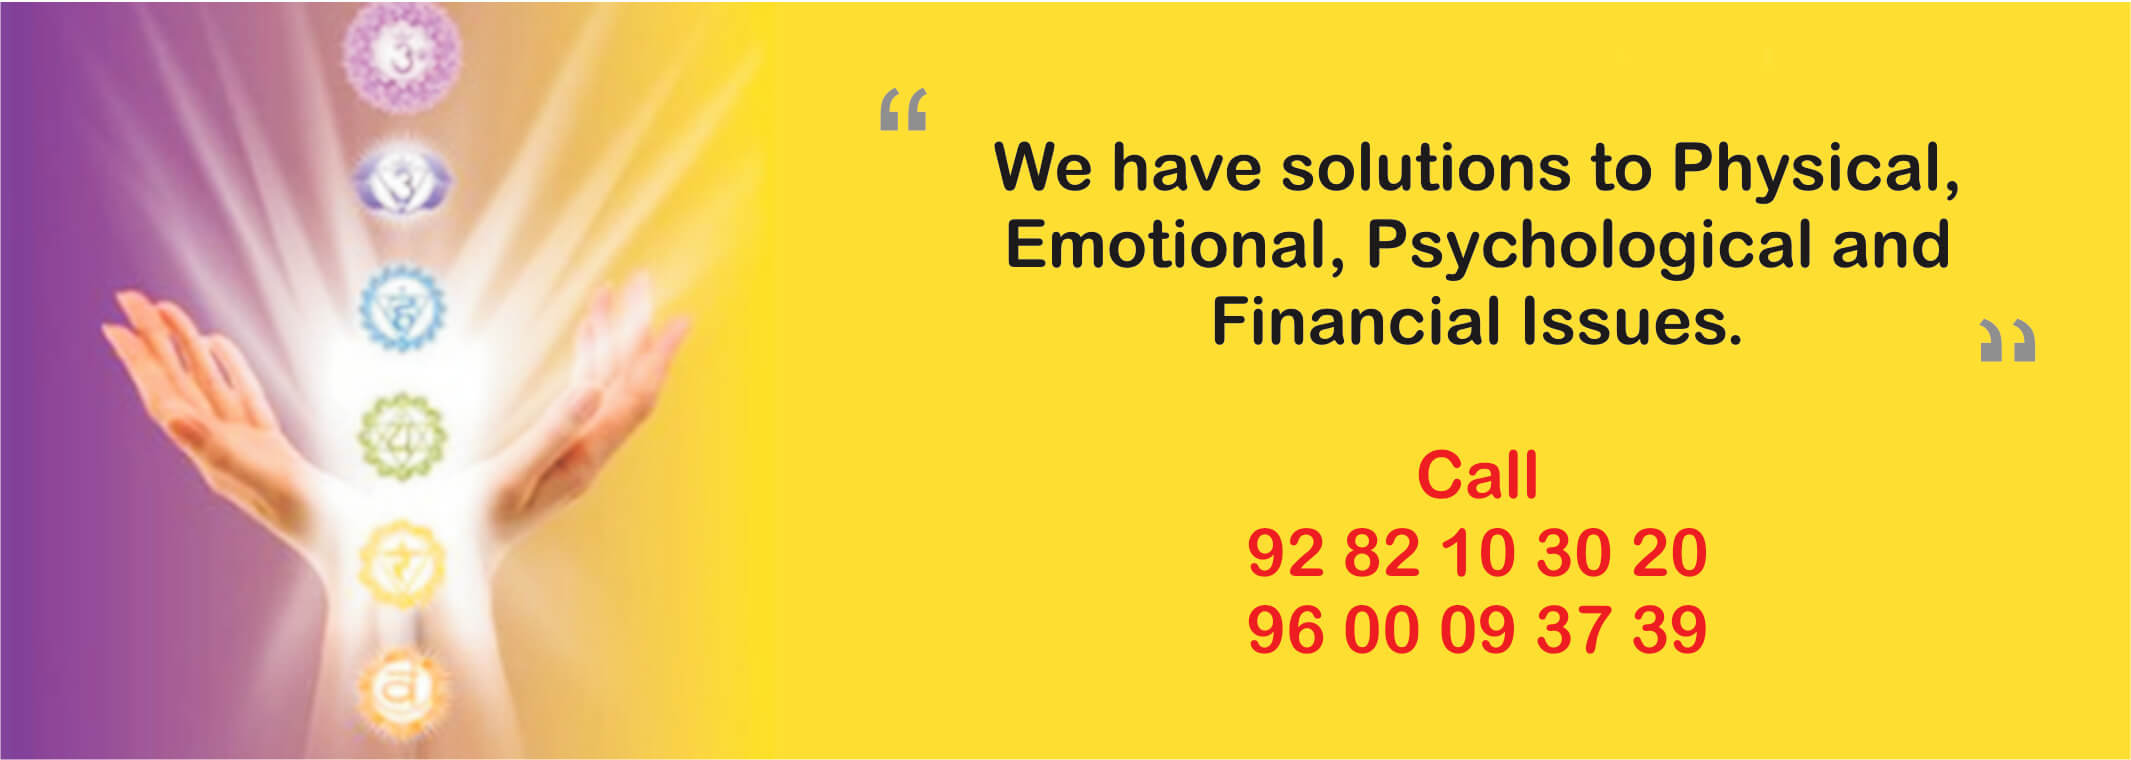 ॐ
ॐ
हं
यं
रं
वं
“
We have solutions to Physical,
Emotional, Psychological and
Financial Issues.
”
Call
92 82 10 30 20
96 00 09 37 39